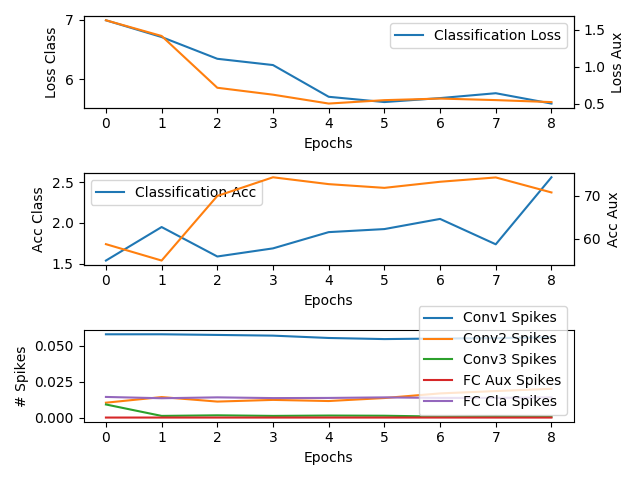 7
6
Loss Class
Classification Loss
1.5
1.0
0.5
Loss Aux
0 1 2 3 4 5 6 7 8
Epochs
2.5
2.0
1.5
Acc Class
Classification Acc
70
60
Acc Aux
0 1 2 3 4 5 6 7 8
Epochs
0.050
0.025
0.000
# Spikes
Conv1 Spikes
Conv2 Spikes
Conv3 Spikes
FC Aux Spikes
FC Cla Spikes
0 1 2 3 4 5 6 7 8
Epochs